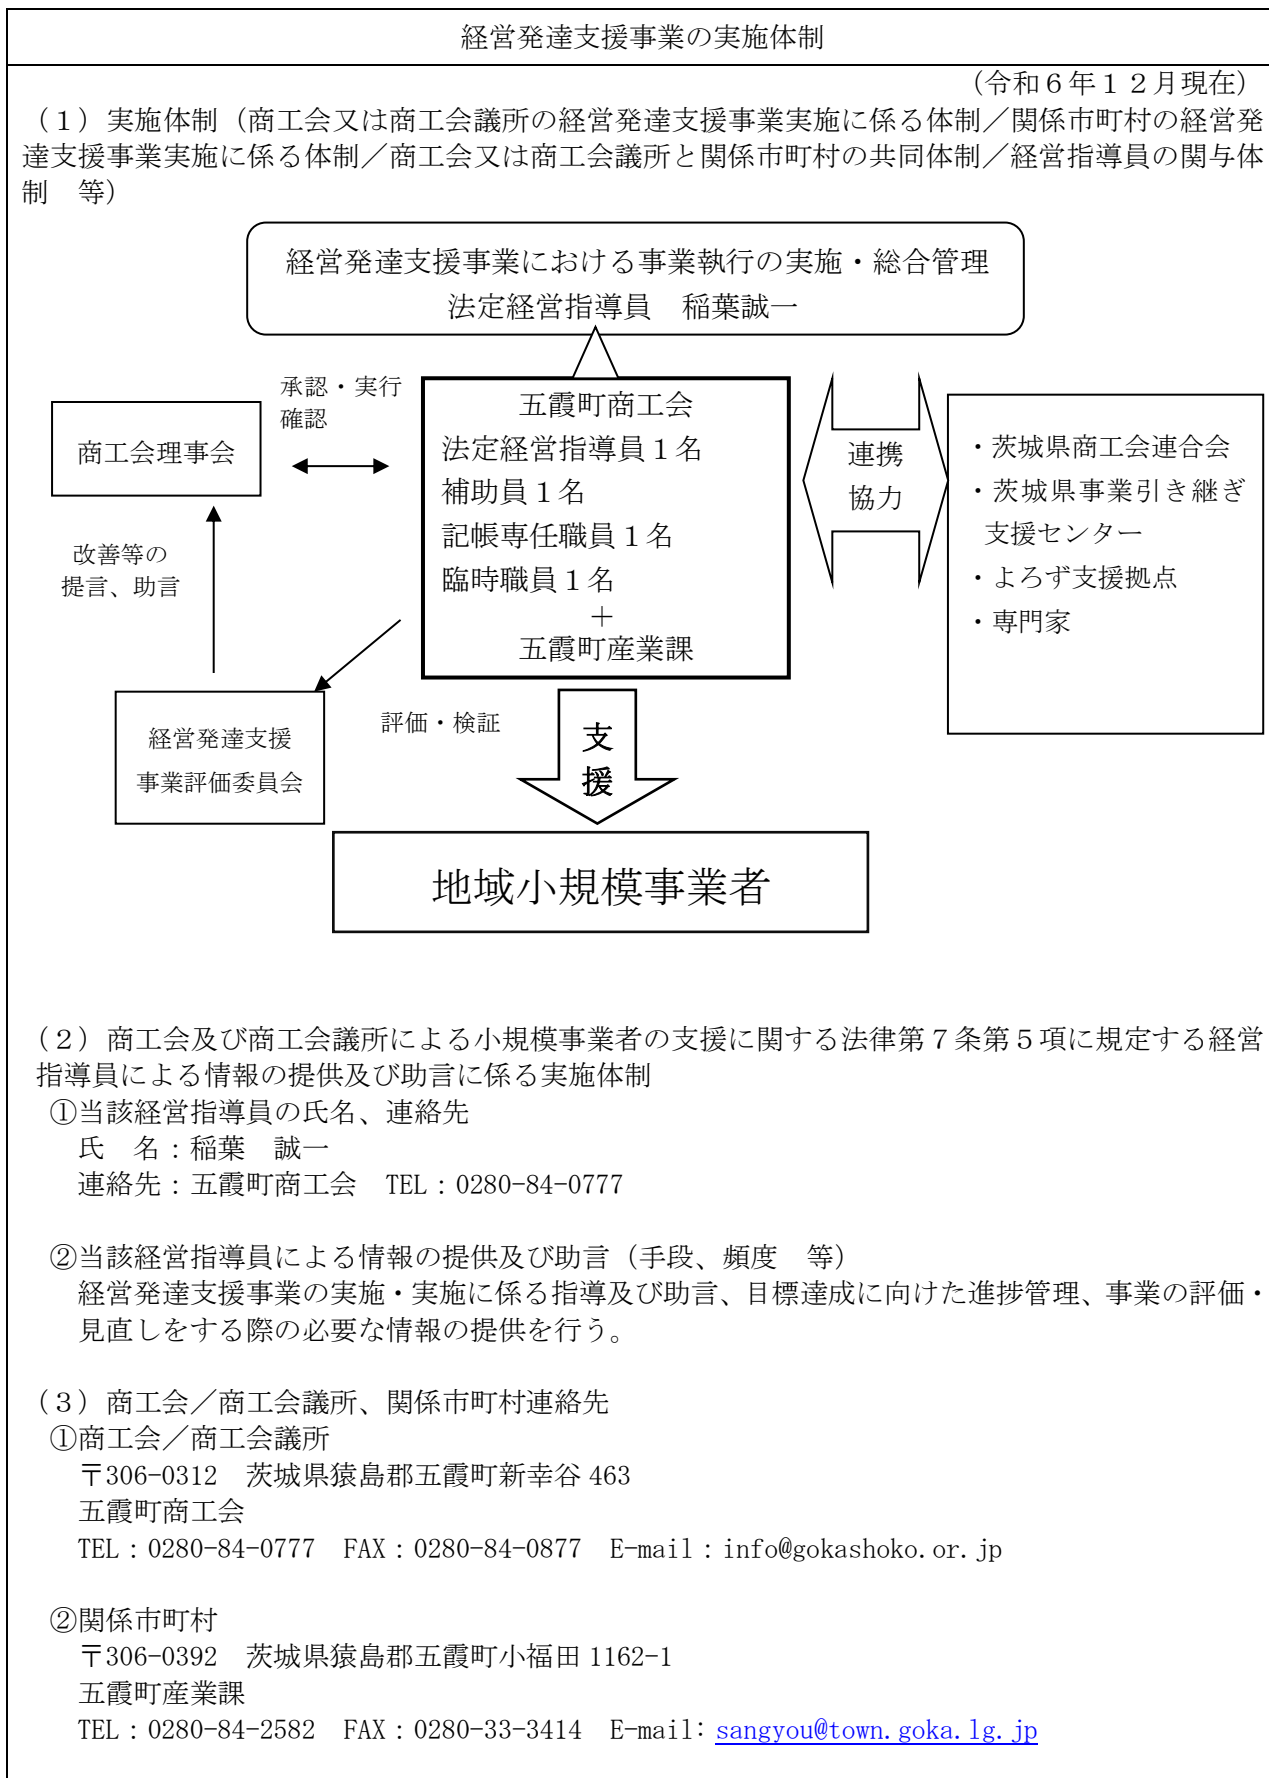 経営発達支援事業の実施体制
（令和６年１２月現在）
（１）実施体制（商工会又は商工会議所の経営発達支援事業実施に係る体制／関係市町村の経営発
達支援事業実施に係る体制／商工会又は商工会議所と関係市町村の共同体制／経営指導員の関与体
制　等）
経営発達支援事業における事業執行の実施・総合管理
法定経営指導員　稲葉誠一
承認・実行
確認
商工会理事会
五霞町商工会
法定経営指導員１名
補助員１名
記帳専任職員１名
臨時職員１名
＋
五霞町産業課
連携
協力
・茨城県商工会連合会
・茨城県事業引き継ぎ
支援センター
・よろず支援拠点
・専門家
改善等の
提言、助言
経営発達支援
事業評価委員会
評価・検証
支
援
地域小規模事業者
（２）商工会及び商工会議所による小規模事業者の支援に関する法律第７条第５項に規定する経営
指導員による情報の提供及び助言に係る実施体制
①当該経営指導員の氏名、連絡先
氏　名：稲葉　誠一
連絡先：五霞町商工会　TEL：0280-84-0777
②当該経営指導員による情報の提供及び助言（手段、頻度　等）
経営発達支援事業の実施・実施に係る指導及び助言、目標達成に向けた進捗管理、事業の評価・
見直しをする際の必要な情報の提供を行う。
（３）商工会／商工会議所、関係市町村連絡先
①商工会／商工会議所
〒306-0312　茨城県猿島郡五霞町新幸谷 463
五霞町商工会
TEL：0280-84-0777　FAX：0280-84-0877　E-mail：info@gokashoko.or.jp
②関係市町村
〒306-0392　茨城県猿島郡五霞町小福田 1162-1
五霞町産業課
TEL：0280-84-2582　FAX：0280-33-3414　E-mail: sangyou@town.goka.lg.jp